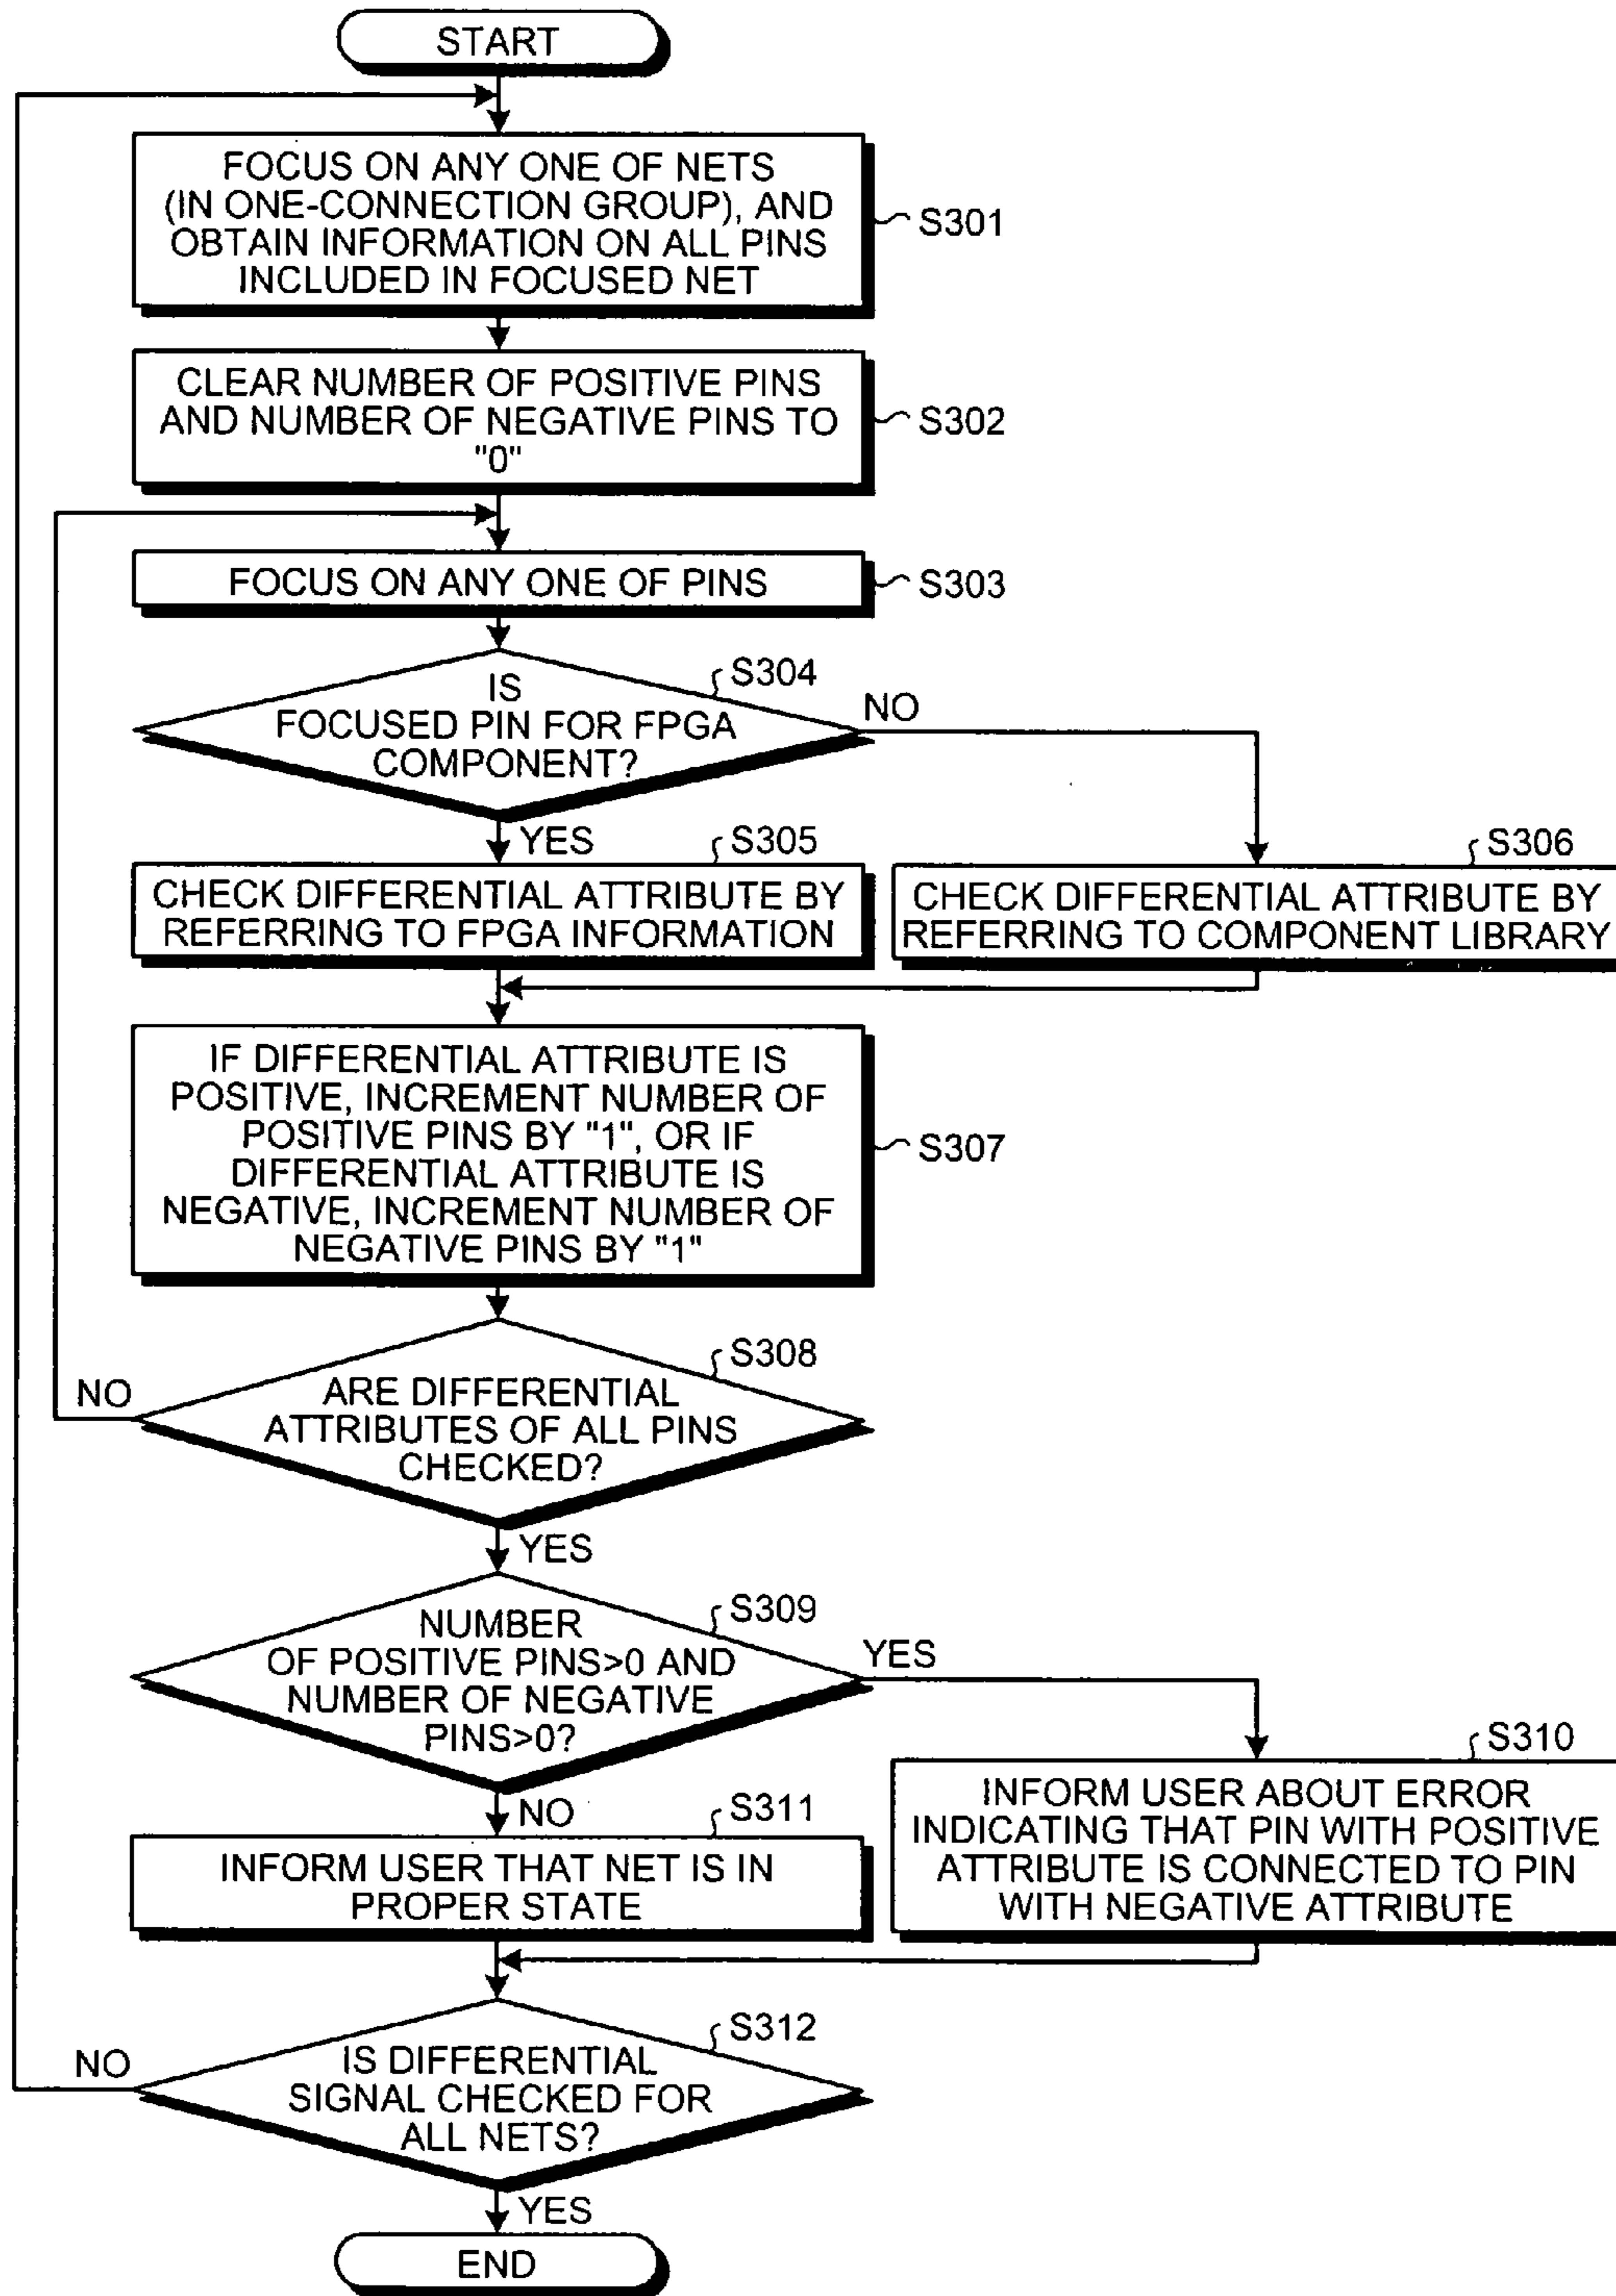 START
FOCUS ON ANY ONE OF NETS
(IN ONE-CONNECTION GROUP), AND
OBTAIN INFORMATION ON ALL PINS
INCLUDED IN FOCUSED NET
S301
CLEAR NUMBER OF POSITIVE PINS
AND NUMBER OF NEGATIVE PINS TO
"0"
S302
FOCUS ON ANY ONE OF PINS
S303
S304
IS
FOCUSED PIN FOR FPGA
COMPONENT?
NO
YES
S305
CHECK DIFFERENTIAL ATTRIBUTE BY
REFERRING TO FPGA INFORMATION
S306
CHECK DIFFERENTIAL ATTRIBUTE BY
REFERRING TO COMPONENT LIBRARY
IF DIFFERENTIAL ATTRIBUTE IS
POSITIVE, INCREMENT NUMBER OF
POSITIVE PINS BY "1", OR IF
DIFFERENTIAL ATTRIBUTE IS
NEGATIVE, INCREMENT NUMBER OF
NEGATIVE PINS BY "1"
S307
S308
NO
ARE DIFFERENTIAL
ATTRIBUTES OF ALL PINS
CHECKED?
YES
S309
NUMBER
OF POSITIVE PINS>0 AND
NUMBER OF NEGATIVE
PINS>0?
YES
S310
INFORM USER ABOUT ERROR
INDICATING THAT PIN WITH POSITIVE
ATTRIBUTE IS CONNECTED TO PIN
WITH NEGATIVE ATTRIBUTE
NO
S311
INFORM USER THAT NET IS IN
PROPER STATE
S312
NO
IS DIFFERENTIAL
SIGNAL CHECKED FOR
ALL NETS?
YES
END